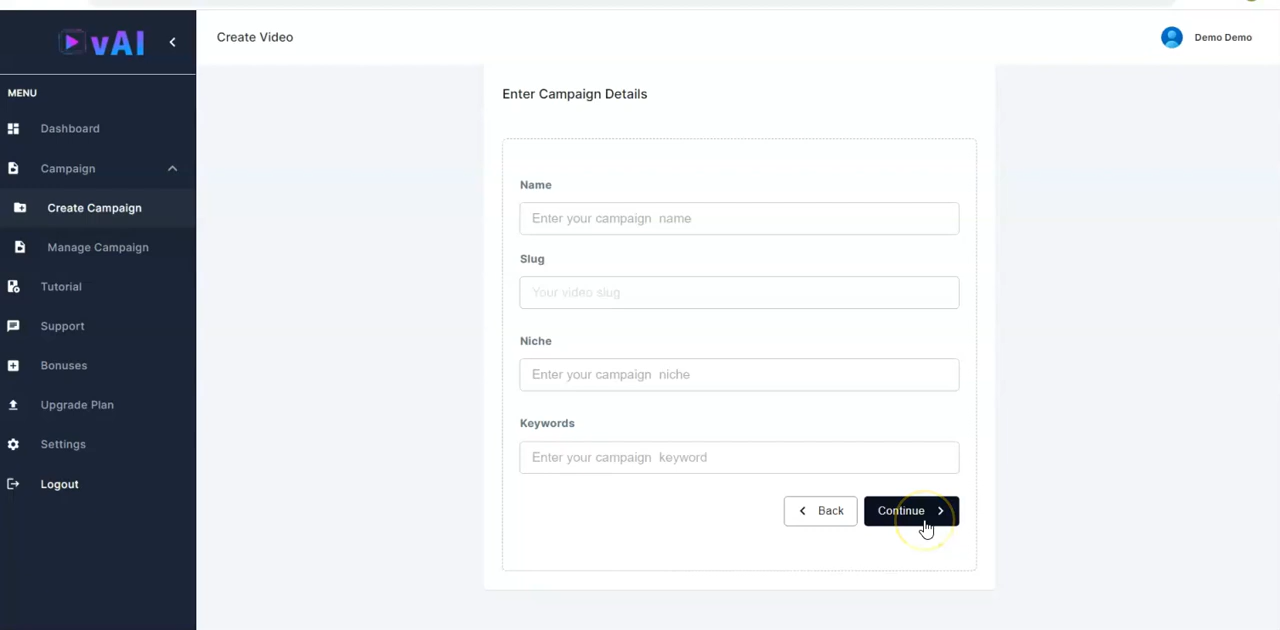 vAI
Create Video
Demo Demo
MENU
Dashboard
Campaign
Create Campaign
Manage Campaign
Tutorial
Support
Bonuses
Upgrade Plan
Settings
Logout
Enter Campaign Details
Name
Enter your campaign name
Slug
Your video slug
Niche
Enter your campaign niche
Keywords
Enter your campaign keyword
Back
Continue